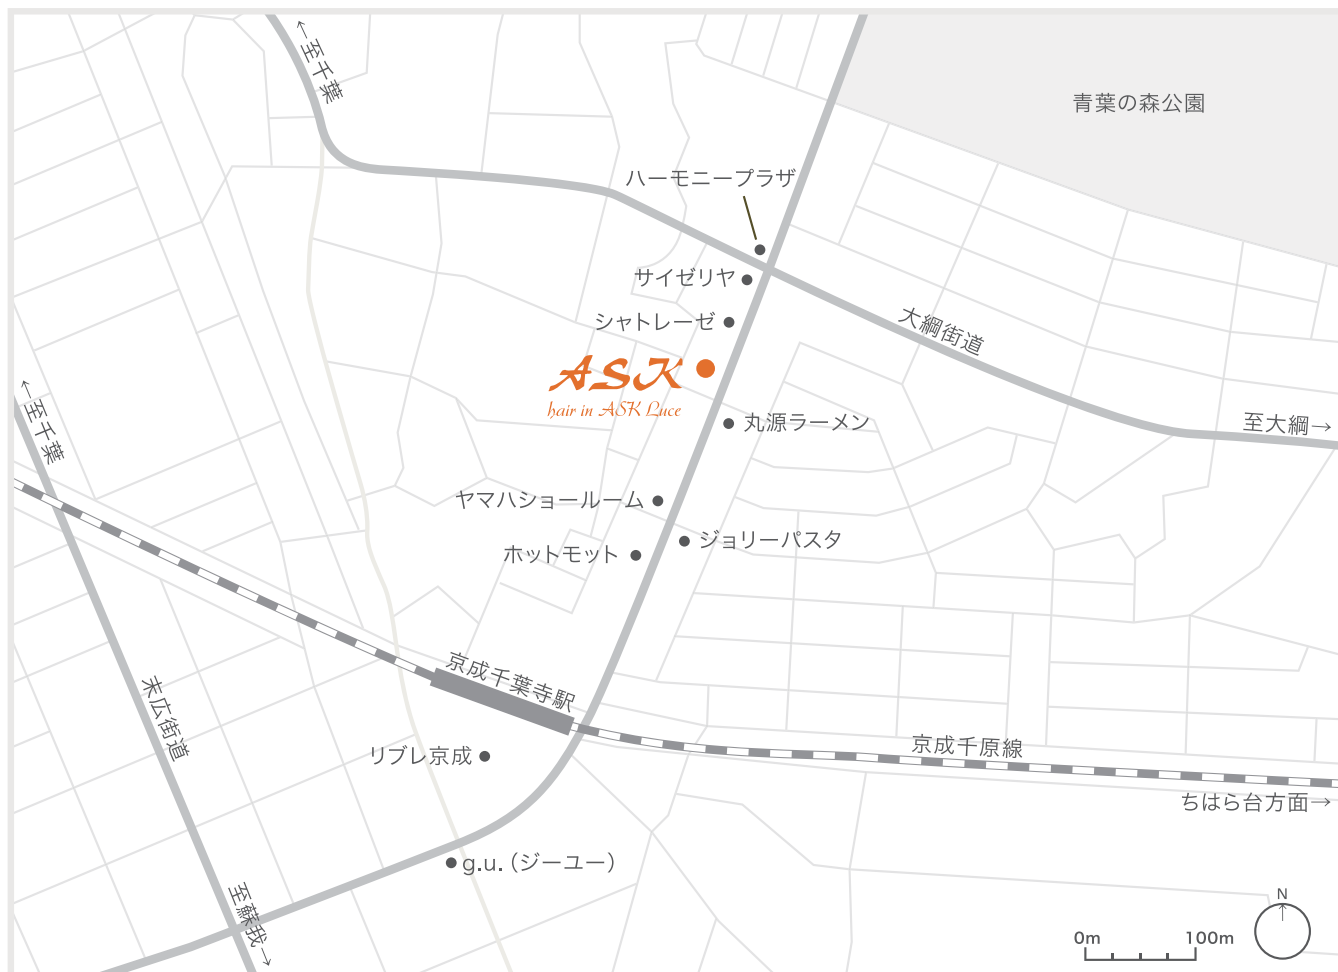 ←至千葉
青葉の森公園
ハーモニープラザ
サイゼリヤ
シャトレーゼ
大綱街道
ASK
hair in ASK Luce
丸源ラーメン
至大綱→
←至千葉
ヤマハショールーム
ジョリーパスタ
ホットモット
京成千葉寺駅
末広街道
リブレ京成
京成千原線
ちはら台方面→
g.u.(ジーユー)
至蘇我→
N
0m 100m